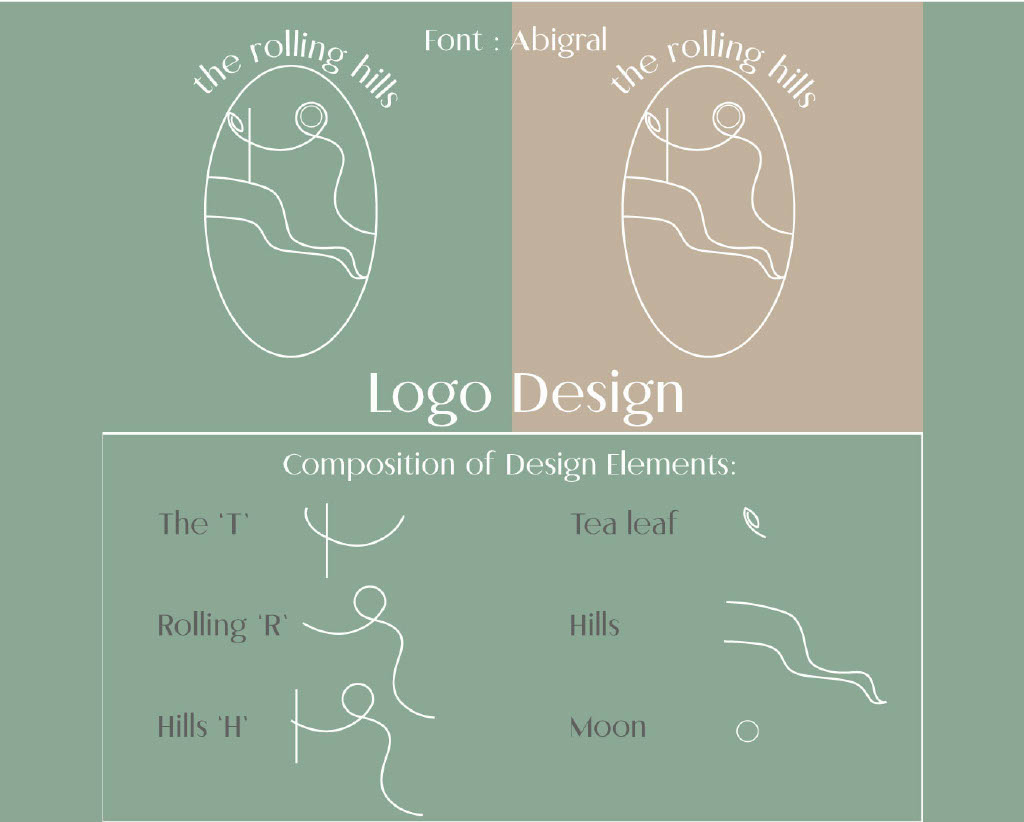 Font : Abigral
the rolling hills
the rolling hills
Logo Design
Composition of Design Elements:
The ‘T’
Tea leaf
Rolling ‘R’
Hills
Hills ‘H’
Moon